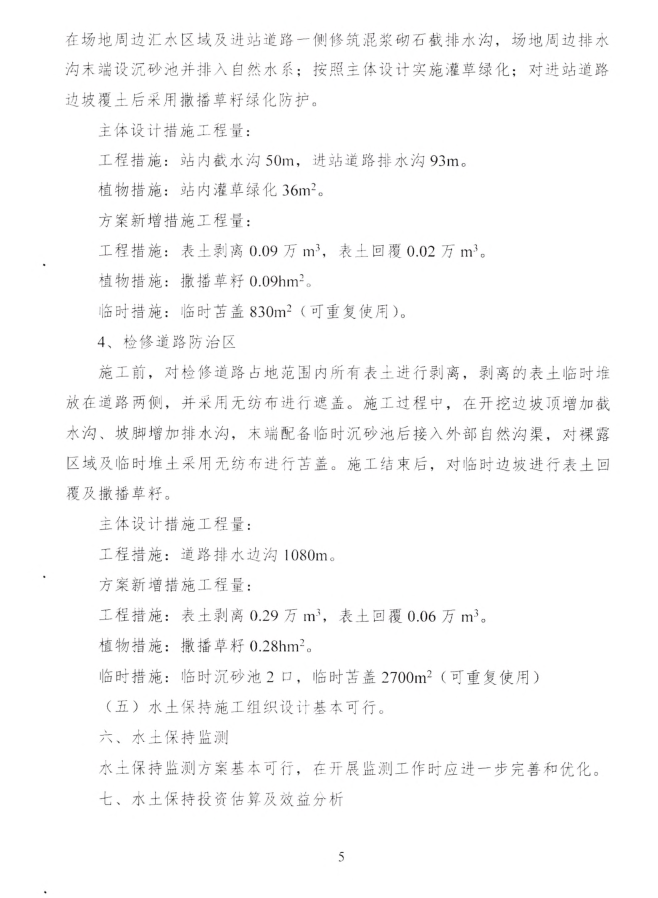 在场地周边汇水区域及进站道路一侧修筑混浆砌石截排水沟，场地周边排水
沟末端设沉砂池并排入自然水系；按照主体设计实施灌草绿化；对进站道路
边坡覆土后采用撒播草籽绿化防护。
主体设计措施工程量：
工程措施：站内截水沟 50m，进站道路排水沟 93m。
植物措施：站内灌草绿化 36m²。
方案新增措施工程量：
工程措施：表土剥离 0.09 万 m³，表土回覆 0.02 万 m³。
植物措施：撒播草籽 0.09hm²。
临时措施：临时苫盖 830m²（可重复使用）。
4、检修道路防治区
施工前，对检修道路占地范围内所有表土进行剥离，剥离的表土临时堆
放在道路两侧，并采用无纺布进行遮盖。施工过程中，在开挖边坡顶增加截
水沟、坡脚增加排水沟，末端配备临时沉砂池后接入外部自然沟渠，对裸露
区域及临时堆土采用无纺布进行苫盖。施工结束后，对临时边坡进行表土回
覆及撒播草籽。
主体设计措施工程量：
工程措施：道路排水边沟 1080m。
方案新增措施工程量：
工程措施：表土剥离 0.29 万 m³，表土回覆 0.06 万 m³。
植物措施：撒播草籽 0.28hm²。
临时措施：临时沉砂池 2 口，临时苫盖 2700m²（可重复使用）
（五）水土保持施工组织设计基本可行。
六、水土保持监测
水土保持监测方案基本可行，在开展监测工作时应进一步完善和优化。
七、水土保持投资估算及效益分析
5